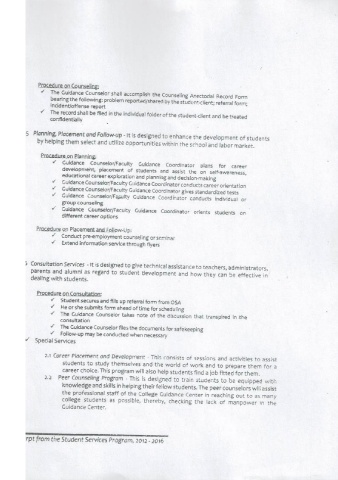 Procedure on Counseling:
✓ The Guidance Counselor shall accomplish the Counseling Anectorial Record Form
bearing the following: problem reported/shared by the student/client; referral form;
incident/offense report
✓ The record shall be filed in the individual folder of the student-client and be treated
confidentially
5 Planning, Placement and Follow-up - It is designed to enhance the development of students
by helping them select and utilize opportunities within the school and labor market.
Procedure on Planning:
✓ Guidance Counselor/Faculty Guidance Coordinator plans for career
development, placement of students and assist the on self-awareness,
educational career exploration and planning and decision-making
✓ Guidance Counselor/Faculty Guidance Coordinator conducts career orientation
✓ Guidance Counselor/Faculty Guidance Coordinator gives standardized tests
✓ Guidance Counselor/Faculty Guidance Coordinator conducts individual or
group counseling
✓ Guidance Counselor/Faculty Guidance Coordinator orients students on
different career options
Procedure on Placement and Follow-Up:
✓ Conduct pre-employment counseling or seminar
✓ Extend information service through flyers
Consultation Services - It is designed to give technical assistance to teachers, administrators,
parents and alumni as regard to student development and how they can be effective in
dealing with students.
Procedure on Consultation:
✓ Student secures and fills up referral form from OSA
✓ He or she submits form ahead of time for scheduling
✓ The Guidance Counselor takes note of the discussion that transpired in the
consultation
✓ The Guidance Counselor files the documents for safekeeping
✓ Follow-up may be conducted when necessary
✓ Special Services
2.1 Career Placement and Development - This consists of sessions and activities to assist
students to study themselves and the world of work and to prepare them for a
career choice. This program will also help students find a job fitted for them.
2.2 Peer Counseling Program - This is designed to train students to be equipped with
knowledge and skills in helping their fellow students. The peer counselors will assist
the professional staff of the College Guidance Center in reaching out to as many
college students as possible, thereby, checking the lack of manpower in the
Guidance Center.
rpt from the Student Services Program, 2012 - 2016